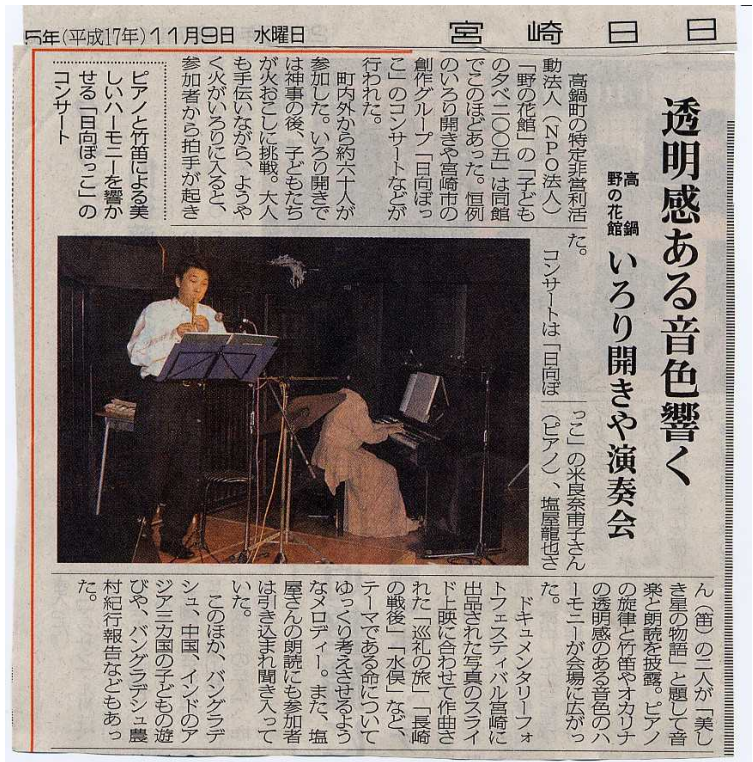 5年(平成17年)11月9日 水曜日
宮崎日日
透明感ある音色響く
高鍋
野の花館
いろり開きや演奏会
高鍋町の特定非営利活
動法人(NPO法人)
「野の花館」の「子ども
の夕べ二〇〇五」は同館
でこのほどあった。恒例
のいろり開きや宮崎市の
創作グループ「日向ぼっ
こ」のコンサートなどが
行われた。
町内外から約六十人が
参加した。いろり開きで
は神事の後、子どもたち
が火おこしに挑戦。大人
も手伝いながら、ようや
く火がいろりに入ると、
参加者から拍手が起き
た。
コンサートは「日向ぼ
っこ」の米良奈甫子さん
(ピアノ)、塩屋龍也さ
ん(笛)の二人が「美し
き星の物語」と題して音
楽と朗読を披露。ピアノ
の旋律と竹笛やオカリナ
の透明感のある音色のハ
ーモニーが会場に広がっ
た。
ドキュメンタリーフォ
トフェスティバル宮崎に
出品された写真のスライ
ド上映に合わせて作曲さ
れた「巡礼の旅」「長崎
の戦後」「水俣」など、
テーマである命について
ゆっくり考えさせるよう
なメロディー。また、塩
屋さんの朗読にも参加者
は引き込まれ聞き入って
いた。
このほか、バングラデ
シュ、中国、インドのア
ジア三カ国の子どもの遊
びや、バングラデシュ農
村紀行報告などもあっ
た。
ピアノと竹笛による美
しいハーモニーを響か
せる「日向ぼっこ」の
コンサート